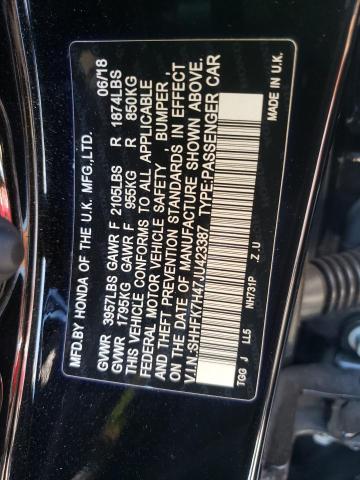 MFD.BY HONDA OF THE U.K. MFG.,LTD. 06/18
GVWR 3957LBS GAWR F 2105LBS R 1874LBS
GVWR 1795KG GAWR F 955KG R 850KG
THIS VEHICLE CONFORMS TO ALL APPLICABLE
FEDERAL MOTOR VEHICLE SAFETY , BUMPER ,
AND THEFT PREVENTION STANDARDS IN EFFECT
ON THE DATE OF MANUFACTURE SHOWN ABOVE.
V.I.N.:SHHFK7H47JU423387 TYPE:PASSENGER CAR
MADE IN U.K.
TGG J LL5 NH731P .Z .U